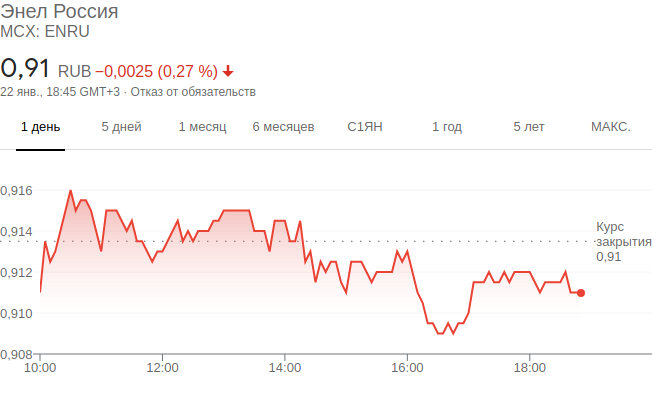 Энел Россия
MCX: ENRU
0,91 RUB −0,0025 (0,27 %)
22 янв., 18:45 GMT+3 · Отказ от обязательств
1 день 5 дней 1 месяц 6 месяцев С1ЯН 1 год 5 лет МАКС.
0,916
0,914
0,912
0,910
0,908
Курс
закрытия
0,91
10:00 12:00 14:00 16:00 18:00